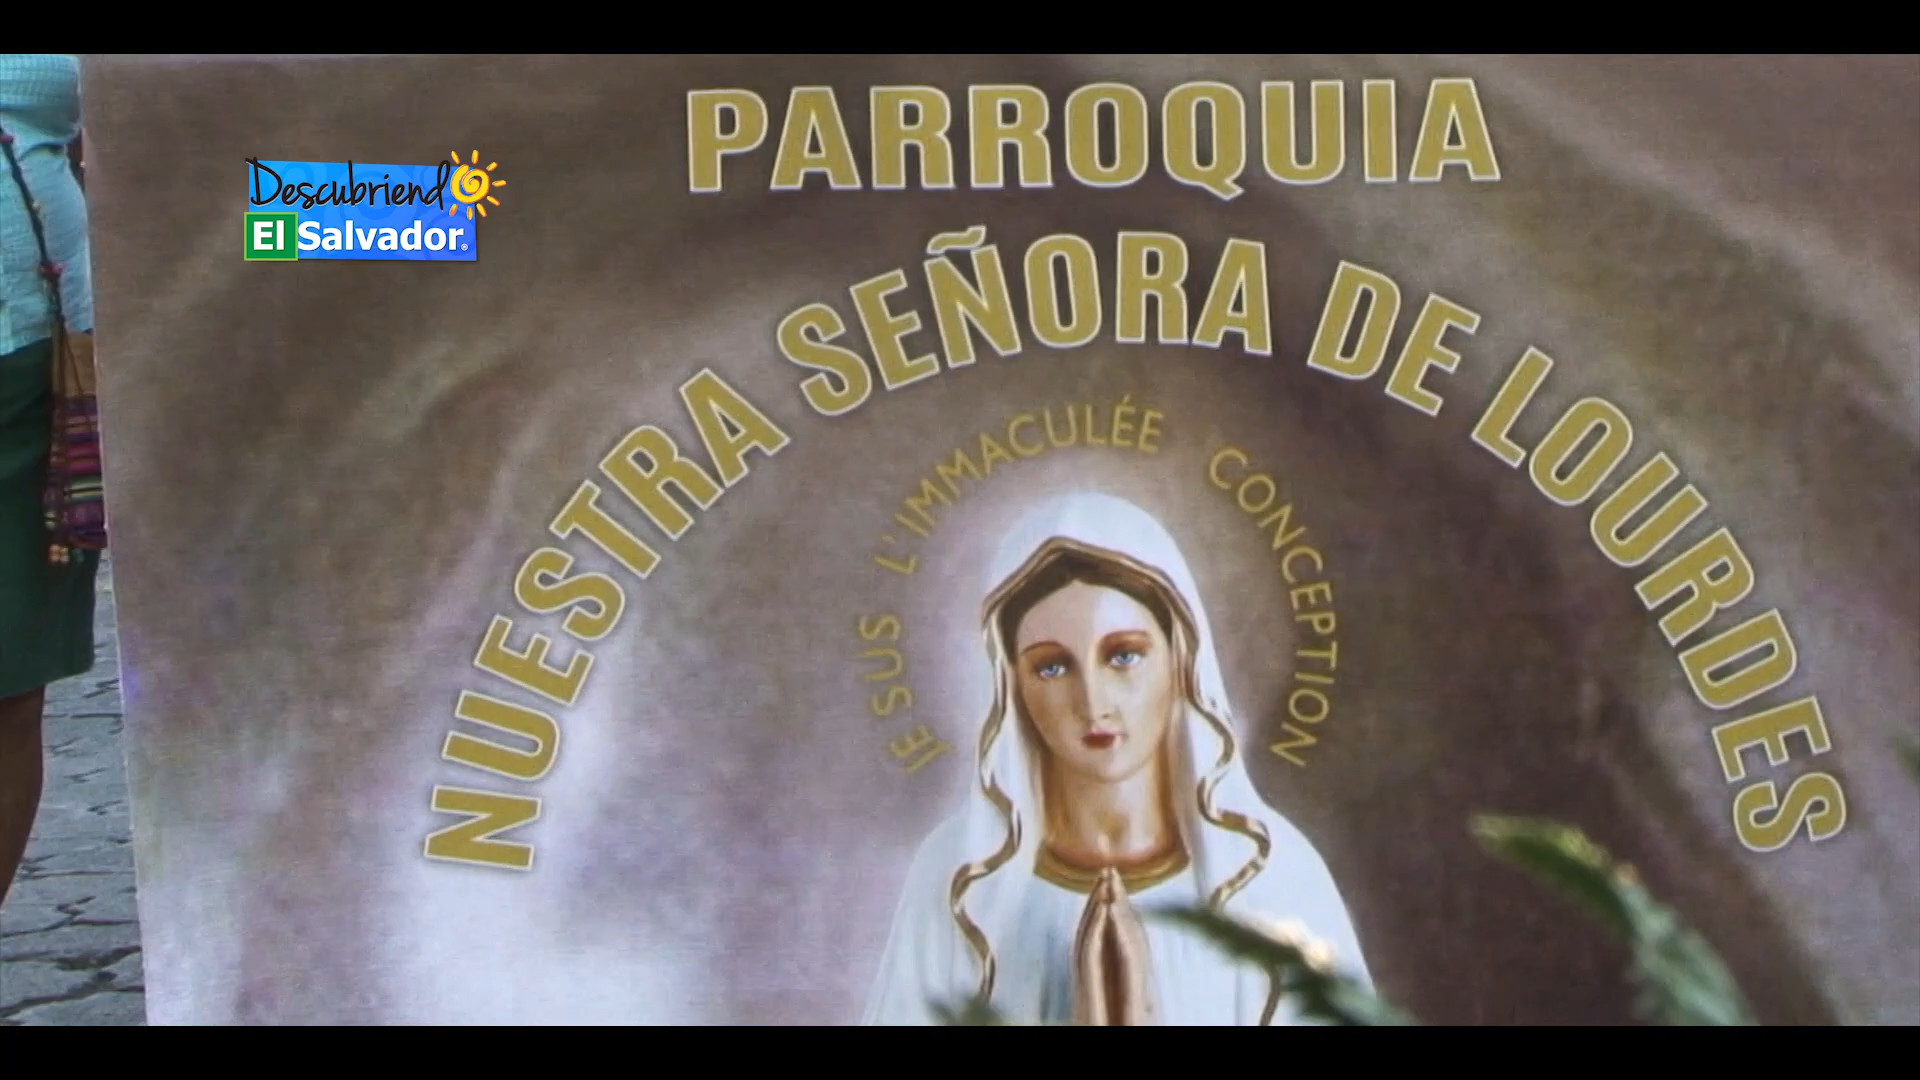 Descubriendo
El Salvador®
PARROQUIA
NUESTRA SEÑORA DE LOURDES
JE SUS L'IMMACULÉE CONCEPTION